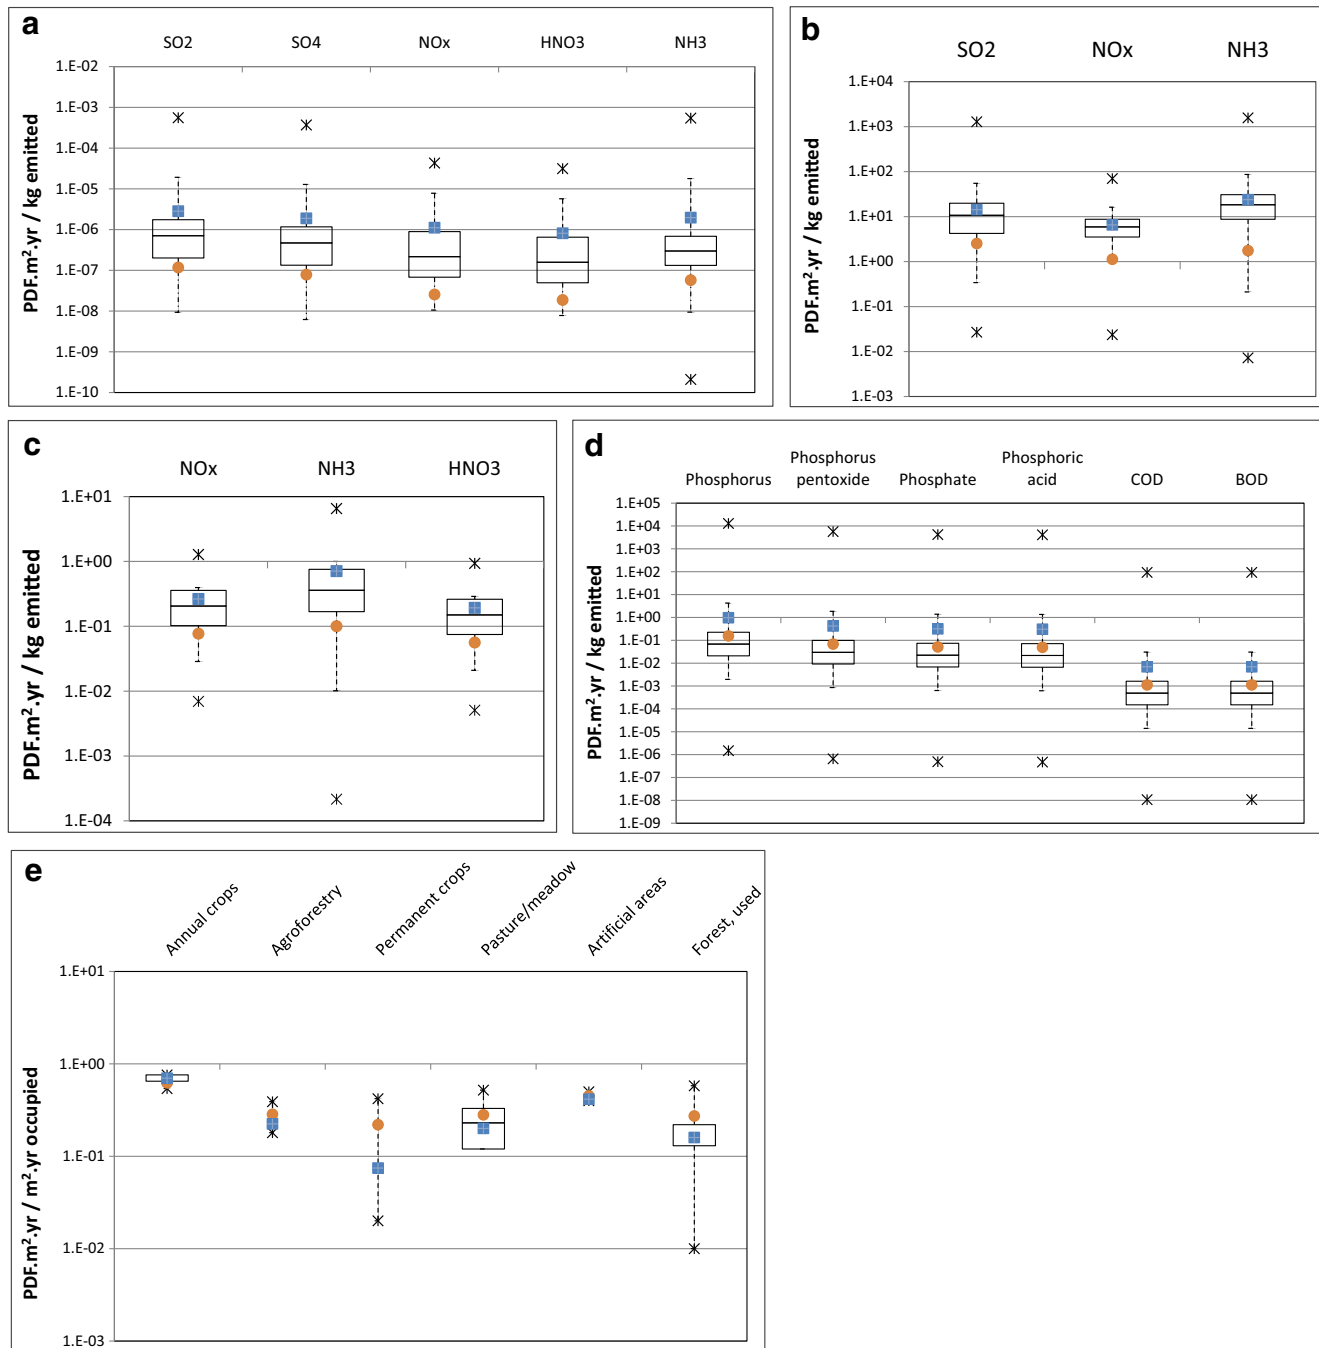 a
SO2 SO4 NOx HNO3 NH3
1.E-02
1.E-03
1.E-04
1.E-05
1.E-06
1.E-07
1.E-08
1.E-09
1.E-10
PDF.m².yr / kg emitted
b
SO2 NOx NH3
1.E+04
1.E+03
1.E+02
1.E+01
1.E+00
1.E-01
1.E-02
1.E-03
PDF.m².yr / kg emitted
c
NOx NH3 HNO3
1.E+01
1.E+00
1.E-01
1.E-02
1.E-03
1.E-04
PDF.m².yr / kg emitted
d
Phosphorus
Phosphorus
pentoxide
Phosphate
Phosphoric
acid
COD
BOD
1.E+05
1.E+04
1.E+03
1.E+02
1.E+01
1.E+00
1.E-01
1.E-02
1.E-03
1.E-04
1.E-05
1.E-06
1.E-07
1.E-08
1.E-09
PDF.m².yr / kg emitted
e
Annual crops
Agroforestry
Permanent crops
Pasture/meadow
Artificial areas
Forest, used
1.E+01
1.E+00
1.E-01
1.E-02
1.E-03
PDF.m².yr / m².yr occupied